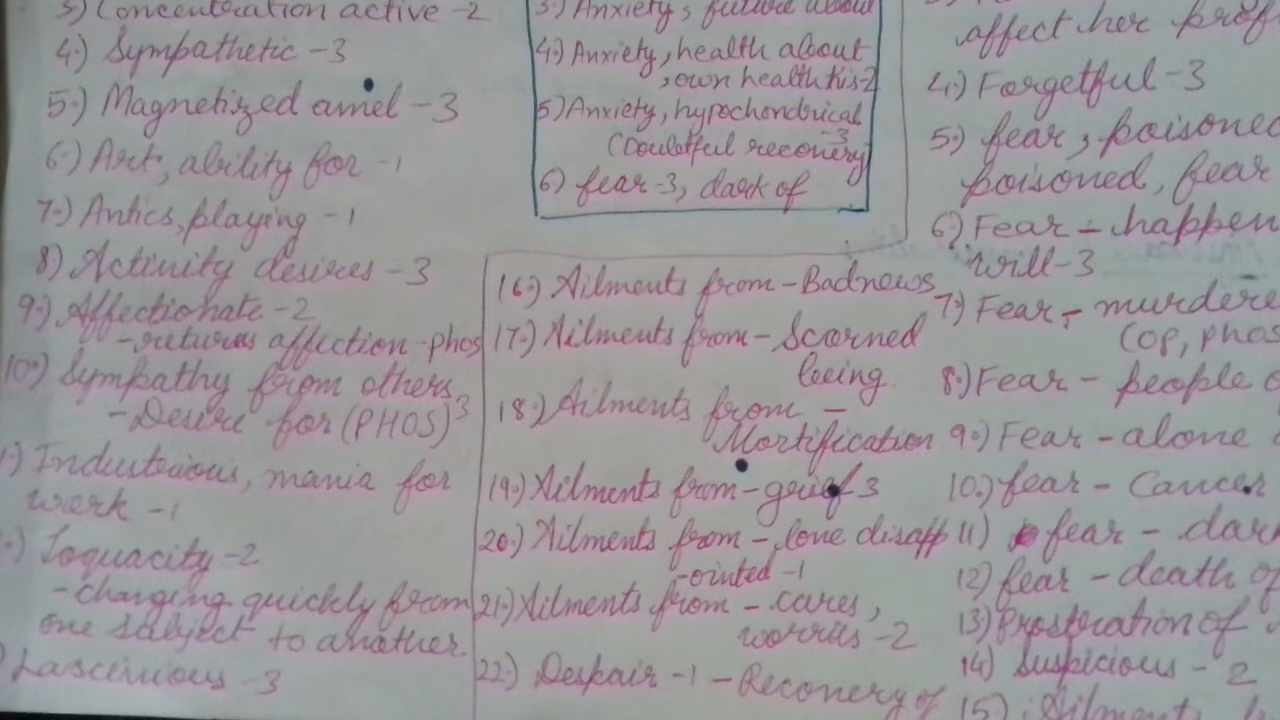 3) Concentration active -2
4.) Sympathetic -3
5.) Magnetized amel -3
6.) Art, ability for -1
7.) Antics, playing -1
8) Activity desires -3
9.) Affectionate -2
-returns affection-phos
10.) Sympathy from others,
-Desire for (PHOS)3
1) Industrious, mania for
work -1
.) Loquacity -2
-changing quickly from
one subject to another.
) Lascivious -3
3.) Anxiety, future about
4.) Anxiety, health about
, own health his-2
5) Anxiety, hypochondrical
-3
(Doubtful recovery)
6) fear-3, dark of
16.) Ailments from - Badnews
17.) Ailments from - Scorned
being.
18.) Ailments from -
Mortification
19.) Ailments from - grief 3
20.) Ailments from - love disapp
-ointed -1
21.) Ailments from - cares,
worries -2
22.) Despair -1 - Recovery of
affect her prof
4.) Forgetful -3
5.) fear, poisoned
poisoned, fear
6.) Fear - happen
will-3
7) Fear - murdere
(op, phos
8.) Fear - people
9.) Fear - alone
10.) fear - Cancer
11) fear - dark
12) fear - death of
13) Prostration of
14) Suspicious - 2
15) Ailments